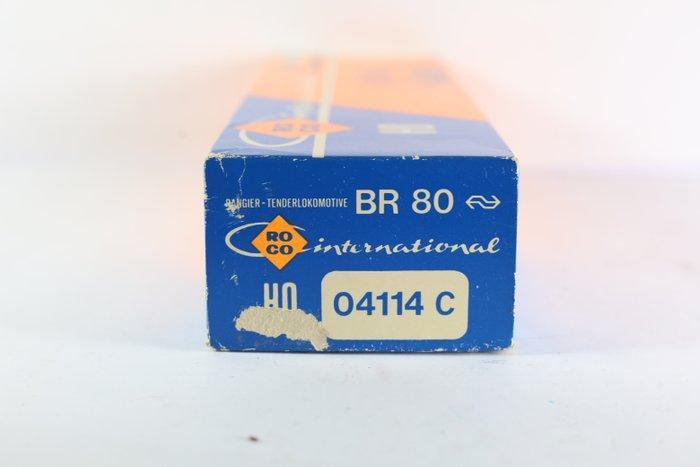 RANGIER - TENDERLOKOMOTIVE BR 80
RO
CO
international
HO
04114 C